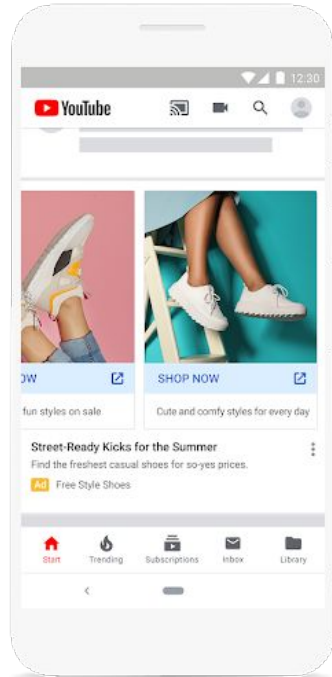 12:30
YouTube
OW
SHOP NOW
fun styles on sale
Cute and comfy styles for every day
Street-Ready Kicks for the Summer
Find the freshest casual shoes for so-yes prices.
Ad Free Style Shoes
Start Trending Subscriptions Inbox Library